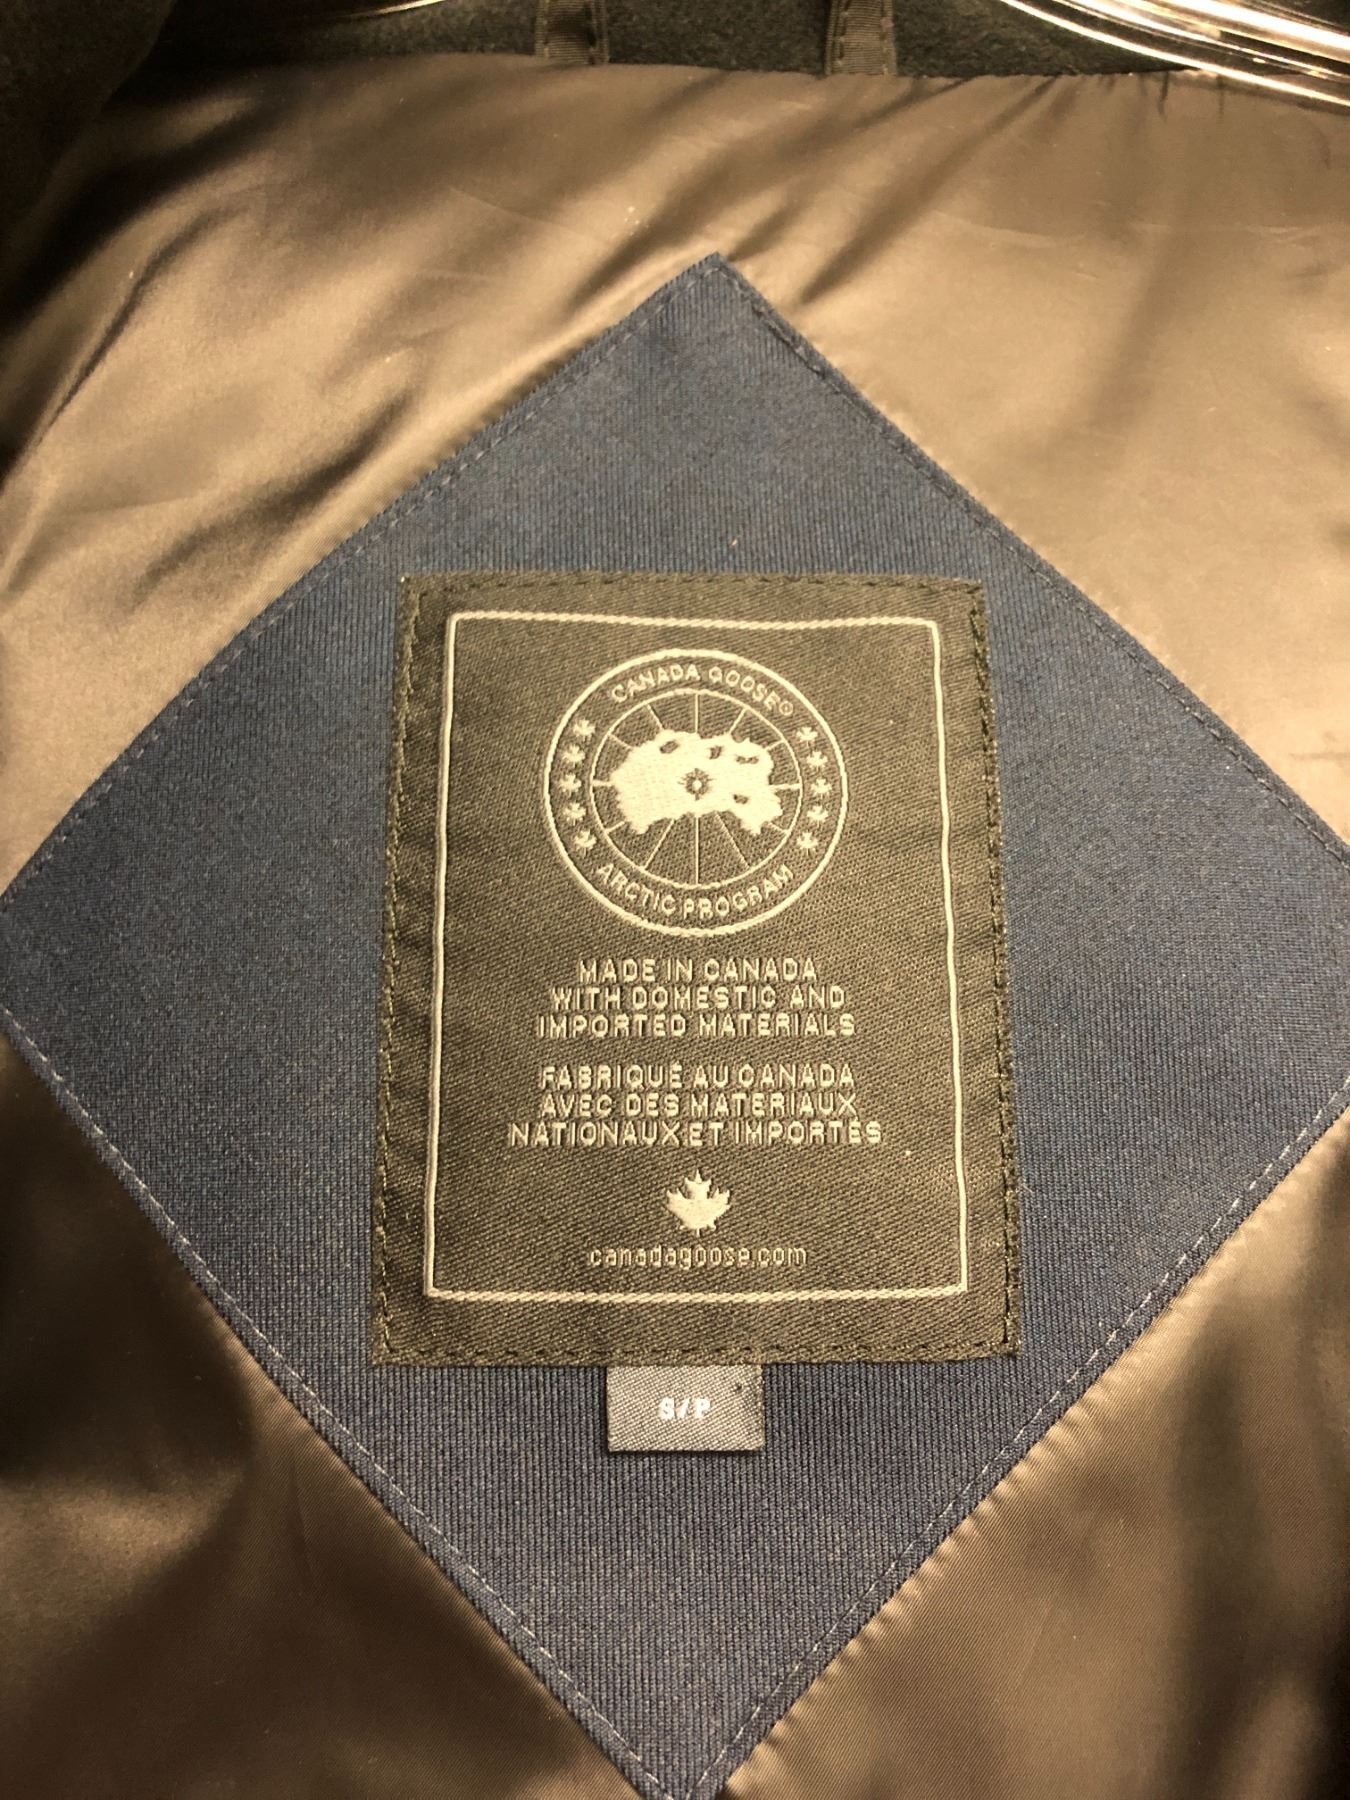 CANADA GOOSE®
ARCTIC PROGRAM
MADE IN CANADA
WITH DOMESTIC AND
IMPORTED MATERIALS
FABRIQUÉ AU CANADA
AVEC DES MATERIAUX
NATIONAUX ET IMPORTÉS
canadagoose.com
S/P